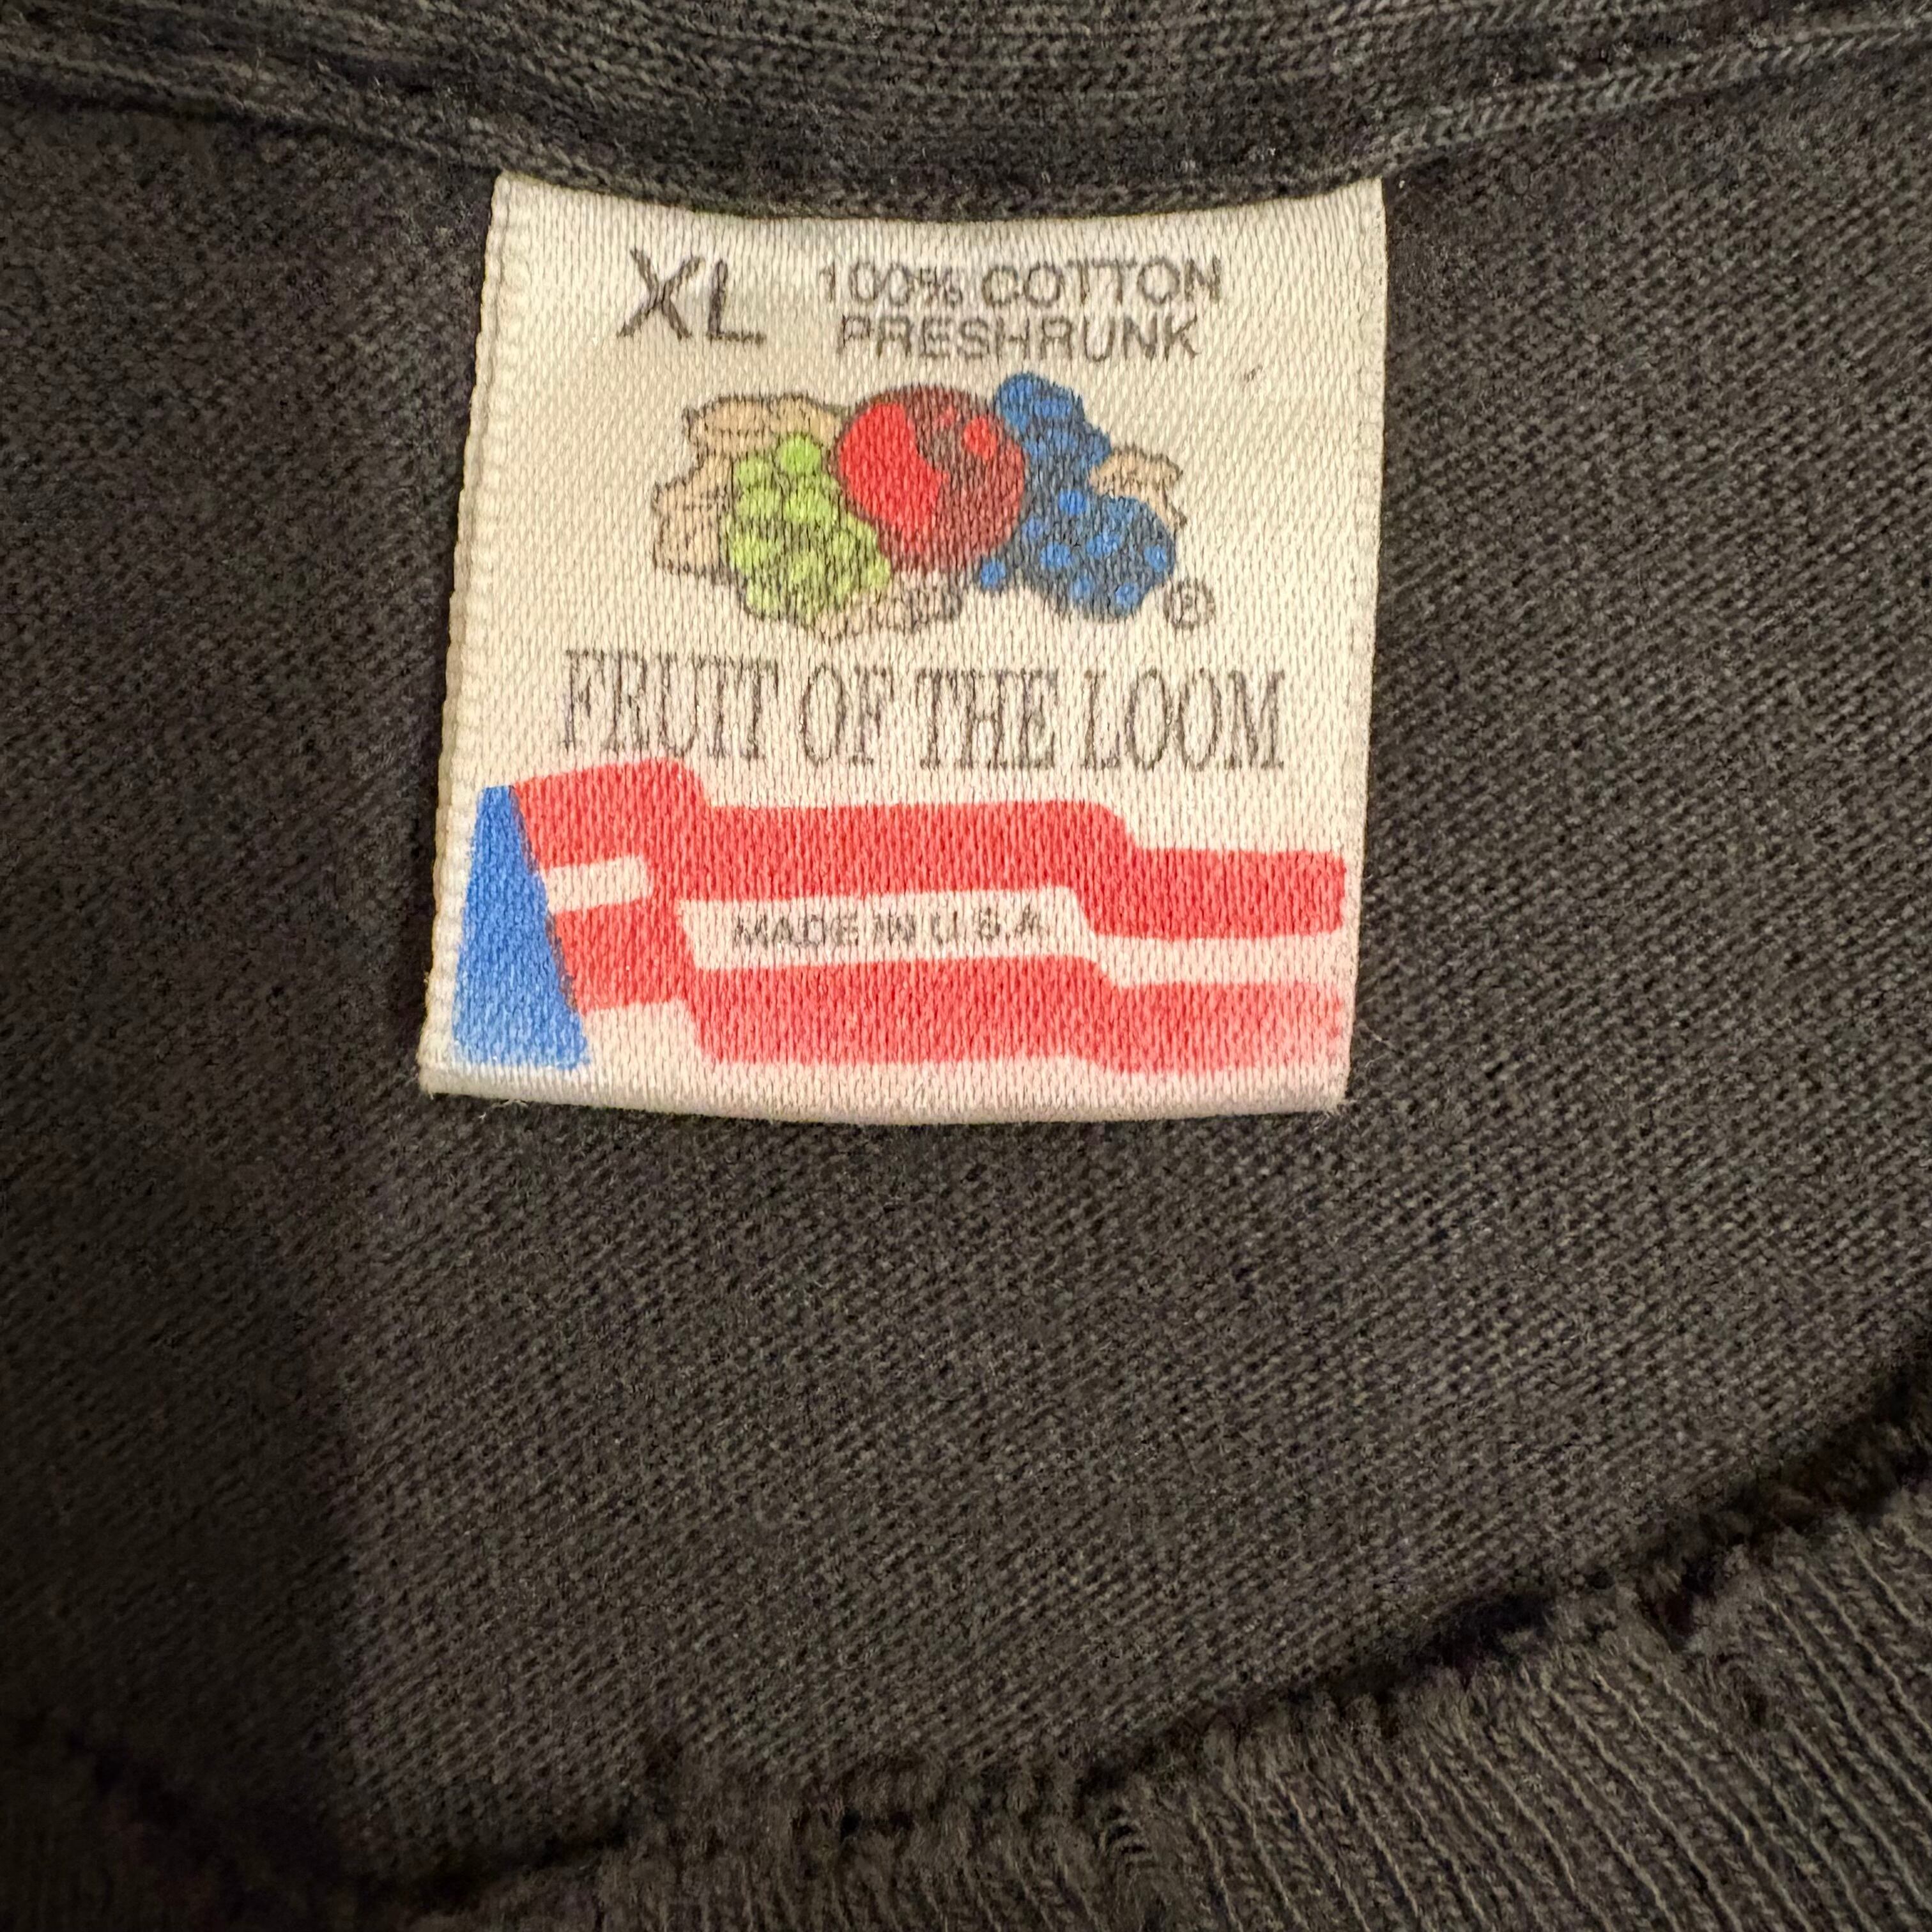 XL 100% COTTON
PRESHRUNK
®
FRUIT OF THE LOOM
MADE IN U.S.A.